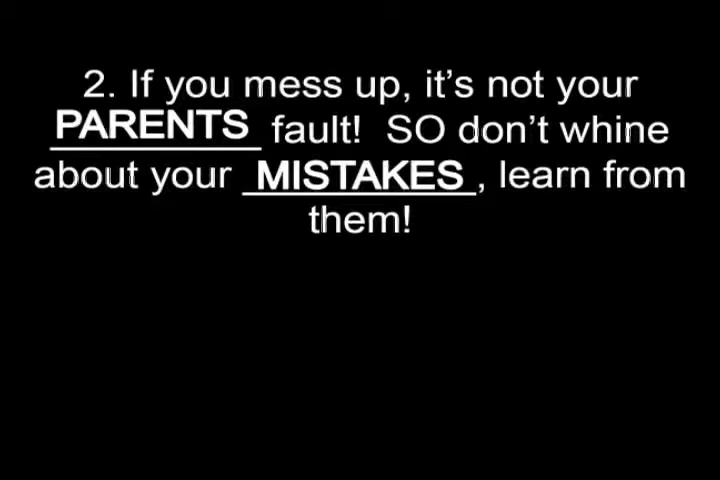 2. If you mess up, it’s not your
PARENTS fault!  SO don’t whine
about your MISTAKES, learn from
them!